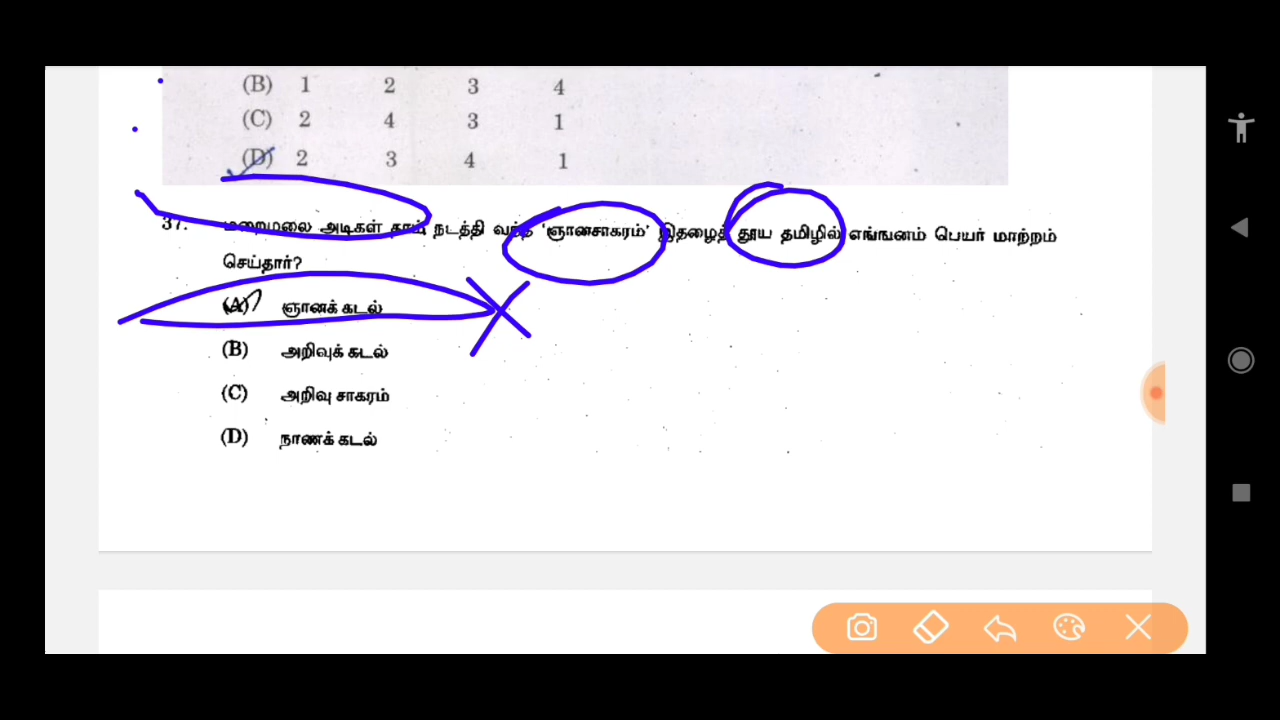 (B) 1 2 3 4
(C) 2 4 3 1
(D) 2 3 4 1
37. மறைமலை அடிகள் தாம் நடத்தி வந்த 'ஞானசாகரம்' இதழைத் தூய தமிழில் எங்ஙனம் பெயர் மாற்றம்
செய்தார்?
(A) ஞானக் கடல்
(B) அறிவுக் கடல்
(C) அறிவு சாகரம்
(D) நாணக் கடல்